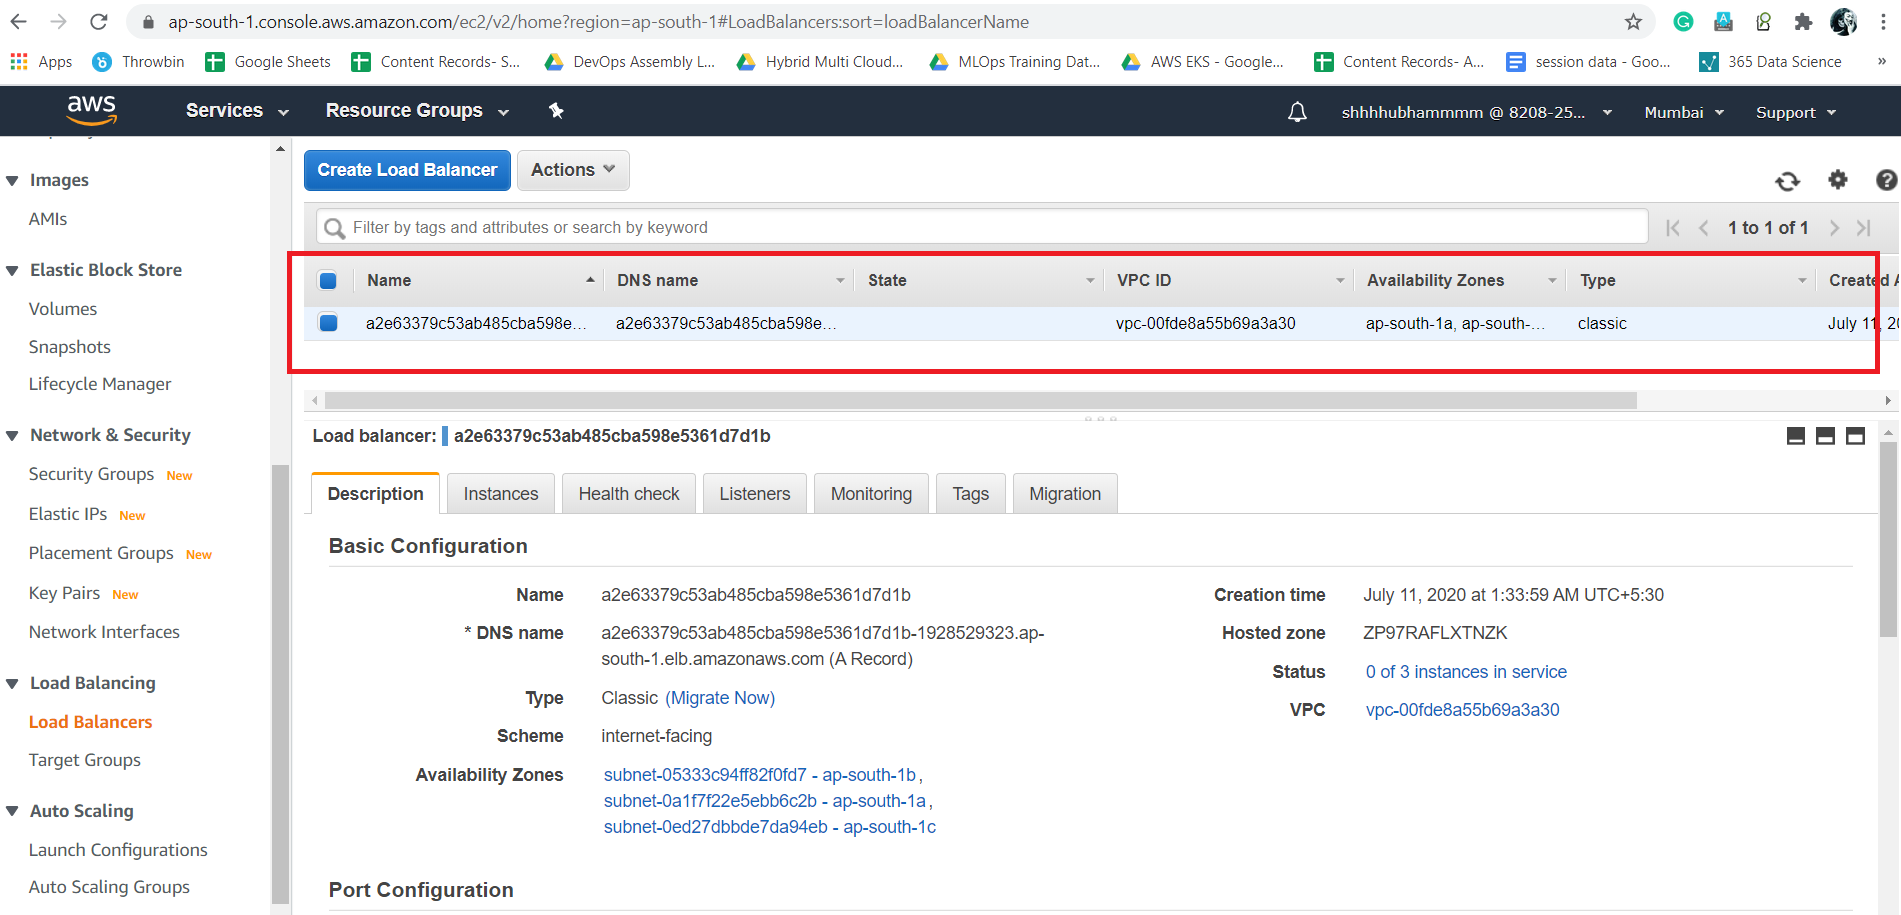 ap-south-1.console.aws.amazon.com/ec2/v2/home?region=ap-south-1#LoadBalancers:sort=loadBalancerName
Apps Throwbin Google Sheets Content Records- S... DevOps Assembly L... Hybrid Multi Cloud... MLOps Training Dat... AWS EKS - Google... Content Records- A... session data - Goo... 365 Data Science »
aws Services Resource Groups shhhhubhammmm @ 8208-25... Mumbai Support
Images
AMIs
Elastic Block Store
Volumes
Snapshots
Lifecycle Manager
Network & Security
Security Groups New
Elastic IPs New
Placement Groups New
Key Pairs New
Network Interfaces
Load Balancing
Load Balancers
Target Groups
Auto Scaling
Launch Configurations
Auto Scaling Groups
Create Load Balancer Actions
Filter by tags and attributes or search by keyword 1 to 1 of 1
Name DNS name State VPC ID Availability Zones Type Created A
a2e63379c53ab485cba598e... a2e63379c53ab485cba598e... vpc-00fde8a55b69a3a30 ap-south-1a, ap-south-... classic July 11, 20
Load balancer: a2e63379c53ab485cba598e5361d7d1b
Description Instances Health check Listeners Monitoring Tags Migration
Basic Configuration
Name a2e63379c53ab485cba598e5361d7d1b
* DNS name a2e63379c53ab485cba598e5361d7d1b-1928529323.ap-
south-1.elb.amazonaws.com (A Record)
Type Classic (Migrate Now)
Scheme internet-facing
Availability Zones subnet-05333c94ff82f0fd7 - ap-south-1b,
subnet-0a1f7f22e5ebb6c2b - ap-south-1a,
subnet-0ed27dbbde7da94eb - ap-south-1c
Creation time July 11, 2020 at 1:33:59 AM UTC+5:30
Hosted zone ZP97RAFLXTNZK
Status 0 of 3 instances in service
VPC vpc-00fde8a55b69a3a30
Port Configuration